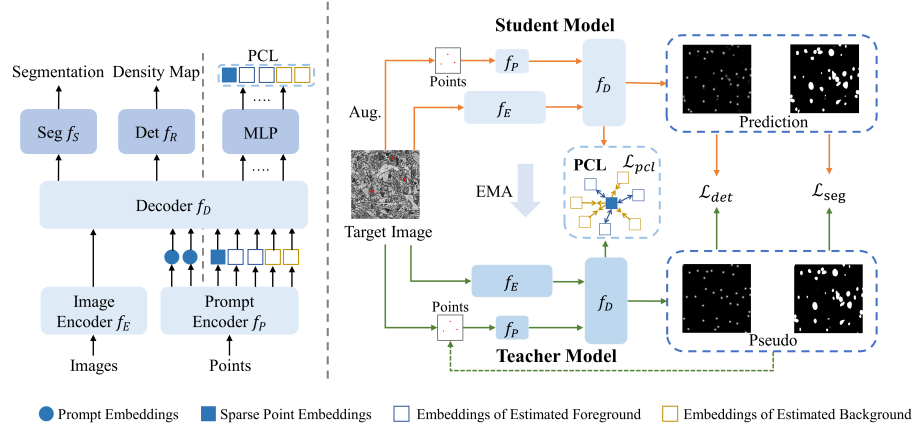 PCL
Segmentation Density Map
....
Seg f_S
Det f_R
MLP
....
Decoder f_D
Image
Encoder f_E
Prompt
Encoder f_P
Images
Points
Student Model
Points
f_P
f_D
Aug.
f_E
Prediction
PCL
ℒ_pcl
EMA
ℒ_det
ℒ_seg
Target Image
f_E
f_D
Points
f_P
Teacher Model
Pseudo
Prompt Embeddings
Sparse Point Embeddings
Embeddings of Estimated Foreground
Embeddings of Estimated Background